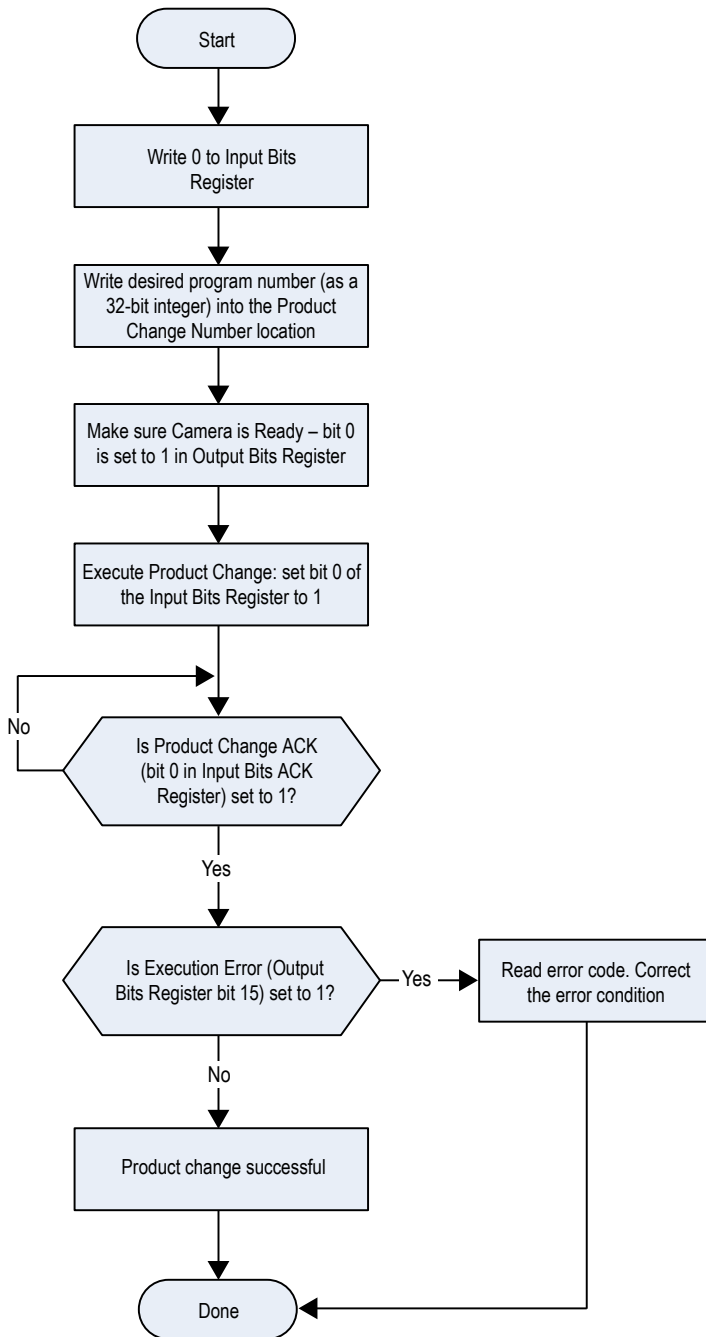 Start
Write 0 to Input Bits
Register
Write desired program number (as a
32-bit integer) into the Product
Change Number location
Make sure Camera is Ready – bit 0
is set to 1 in Output Bits Register
Execute Product Change: set bit 0 of
the Input Bits Register to 1
No
Is Product Change ACK
(bit 0 in Input Bits ACK
Register) set to 1?
Yes
Is Execution Error (Output
Bits Register bit 15) set to 1?
Yes
Read error code. Correct
the error condition
No
Product change successful
Done